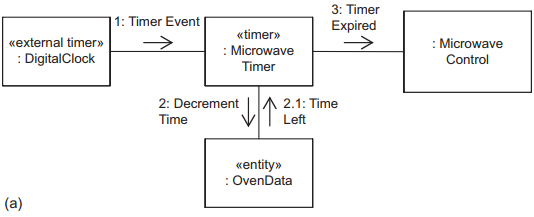 1: Timer Event
3: Timer
Expired
«external timer»
: DigitalClock
«timer»
: Microwave
Timer
: Microwave
Control
2: Decrement
Time
2.1: Time
Left
«entity»
: OvenData
(a)